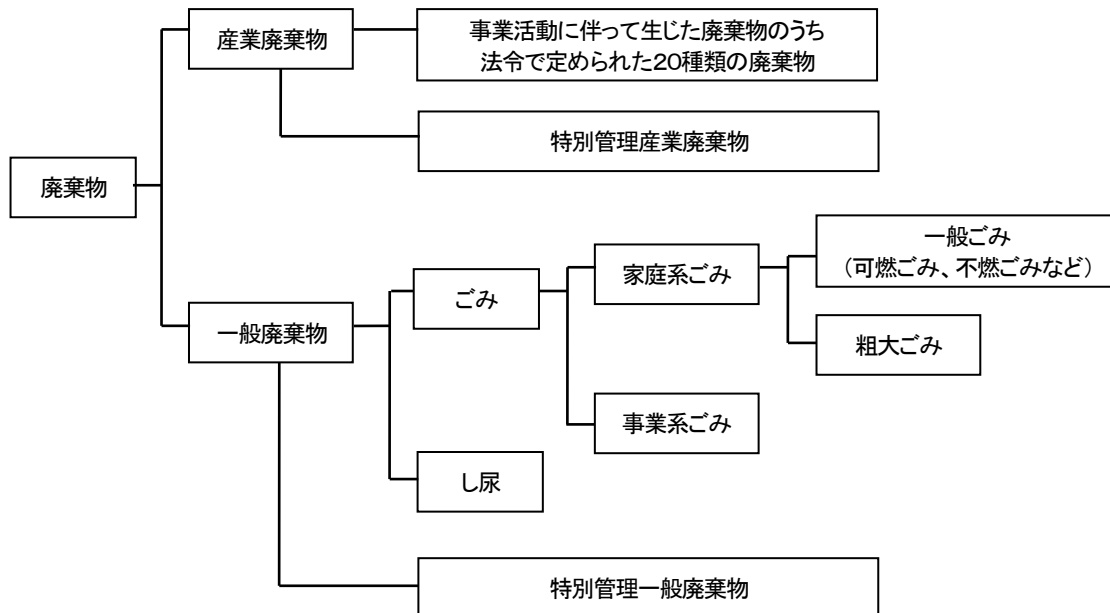 産業廃棄物
事業活動に伴って生じた廃棄物のうち
法令で定められた20種類の廃棄物
特別管理産業廃棄物
廃棄物
一般廃棄物
ごみ
家庭系ごみ
一般ごみ
(可燃ごみ、不燃ごみなど)
粗大ごみ
事業系ごみ
し尿
特別管理一般廃棄物